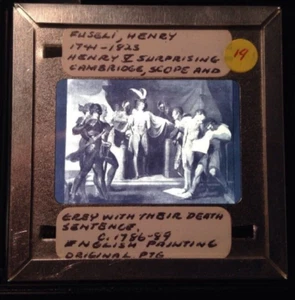 FUSELI, HENRY
1741-1825
HENRY V SURPRISING
CAMBRIDGE, SCOPE AND
19
GREY WITH THEIR DEATH
SENTENCE.
C. 1786-89
ENGLISH PAINTING
ORIGINAL PTG